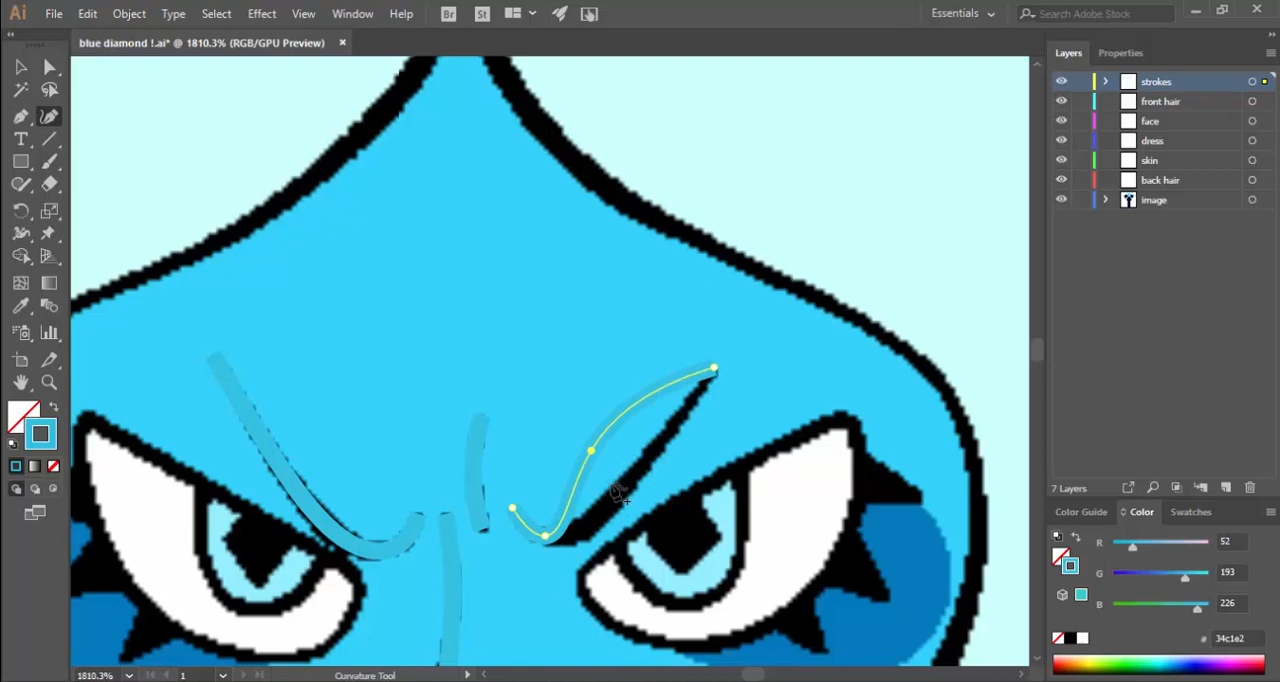 Ai File Edit Object Type Select Effect View Window Help Br St Essentials Search Adobe Stock
blue diamond !.ai* @ 1810.3% (RGB/GPU Preview) ×
Layers Properties
strokes
front hair
face
dress
skin
back hair
image
7 Layers
Color Guide Color Swatches
R 52
G 193
B 226
# 34c1e2
1810.3% 1 Curvature Tool